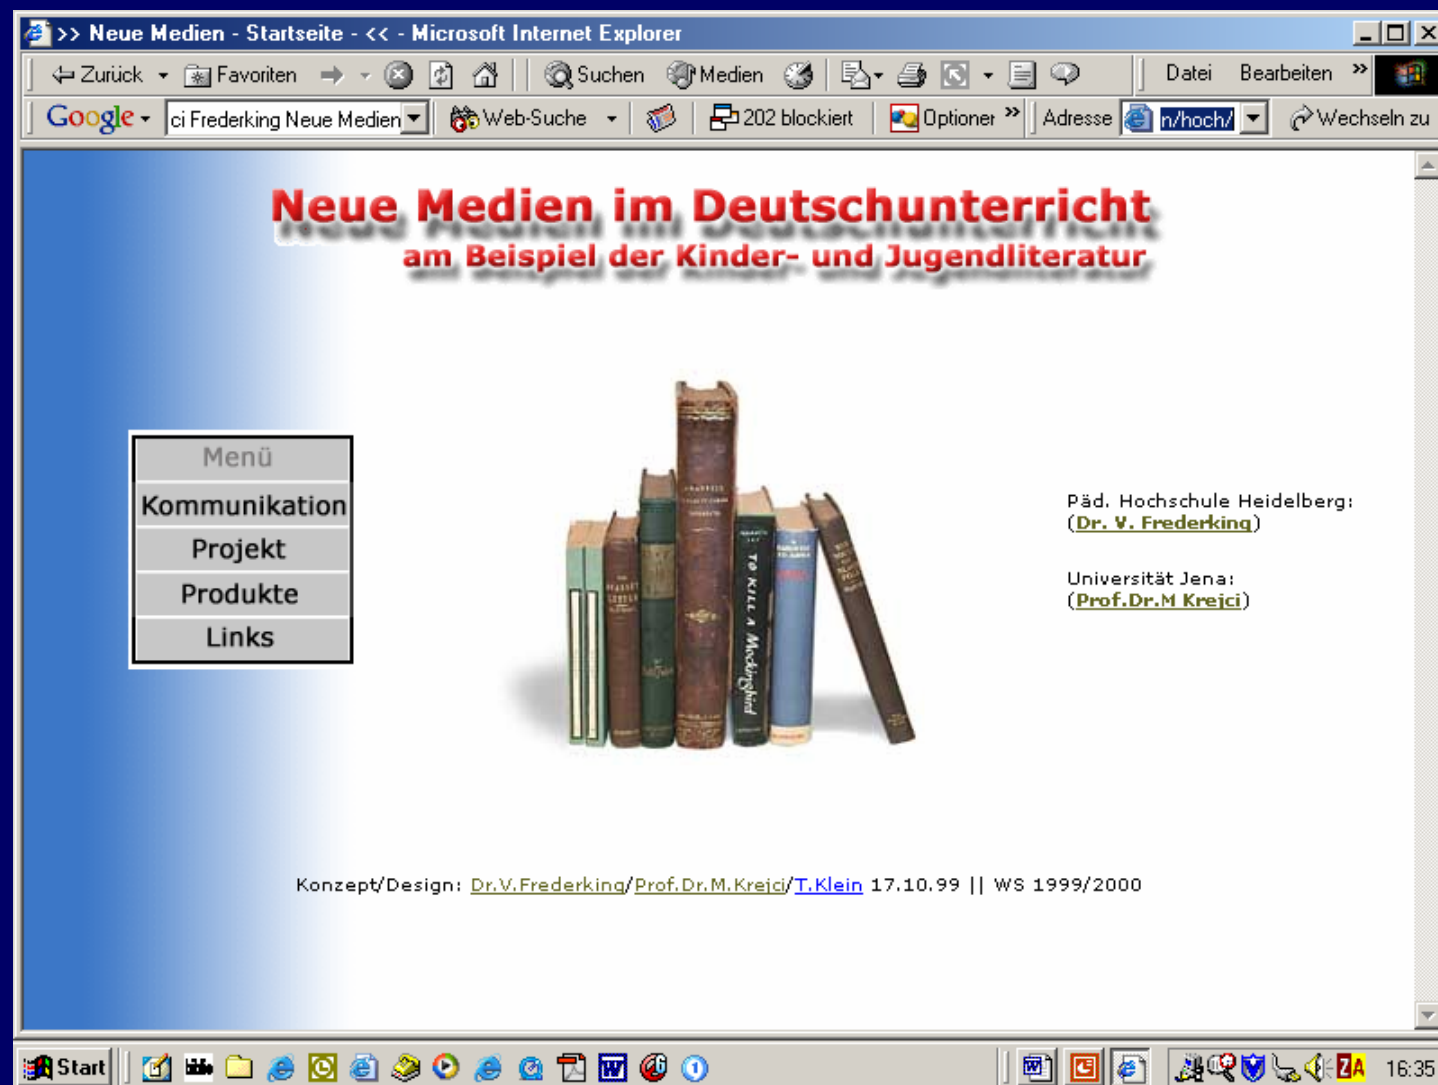 >> Neue Medien - Startseite - << - Microsoft Internet Explorer
Zurück Favoriten Suchen Medien Datei Bearbeiten »
Google ci Frederking Neue Medien Web-Suche 202 blockiert Optioner » Adresse n/hoch/ Wechseln zu
Neue Medien im Deutschunterricht
am Beispiel der Kinder- und Jugendliteratur
Menü
Kommunikation
Projekt
Produkte
Links
TO KILL A Mockingbird
Päd. Hochschule Heidelberg:
(Dr. V. Frederking)
Universität Jena:
(Prof.Dr.M Krejci)
Konzept/Design: Dr.V.Frederking/Prof.Dr.M.Krejci/T.Klein 17.10.99 || WS 1999/2000
Start ZA 16:35